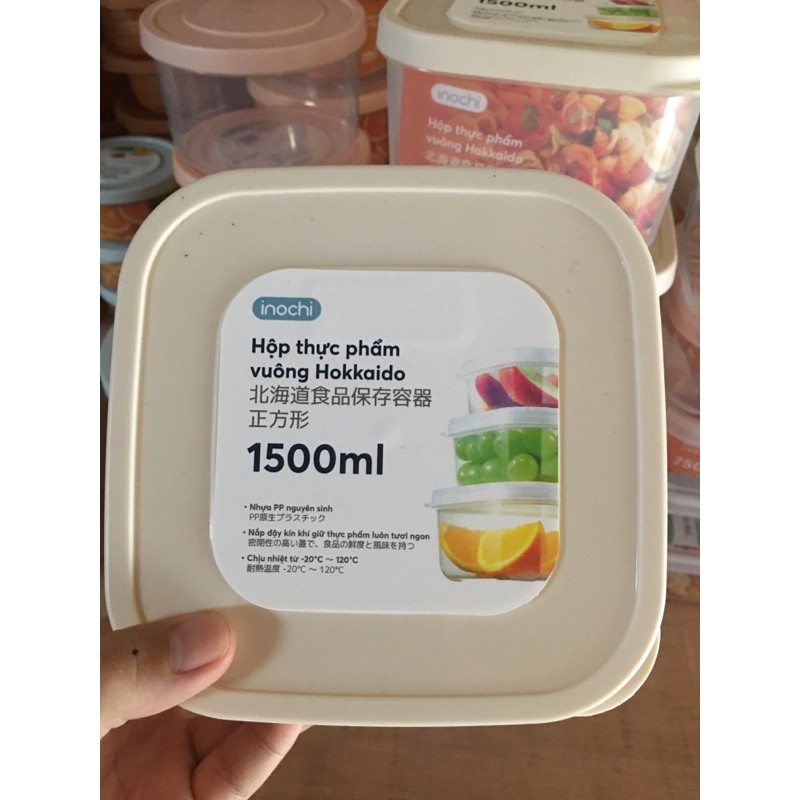 1500ml
inochi
Hộp thực phẩm
vuông Hokkaido
inochi
Hộp thực phẩm
vuông Hokkaido
北海道食品保存容器
正方形
1500ml
• Nhựa PP nguyên sinh
PP原生プラスチック
• Nắp đậy kín khí giữ thực phẩm luôn tươi ngon
密閉性の高い蓋で、食品の鮮度と風味を持つ
• Chịu nhiệt từ -20°C ~ 120°C
耐熱温度 -20°C ~ 120°C
750